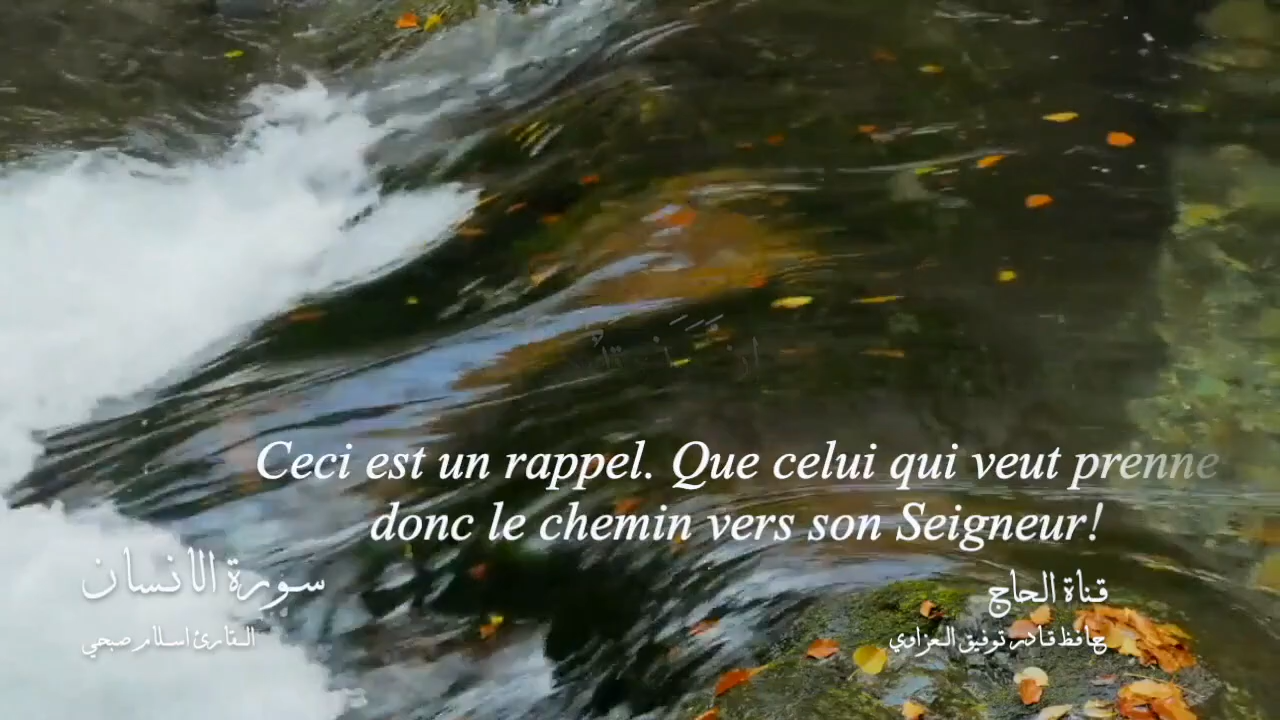 Ceci est un rappel. Que celui qui veut prenne
donc le chemin vers son Seigneur!
سورة الانسان
القارئ اسلام صبحي
قناة الحاج
حافظ قادر توفيق العزاوي